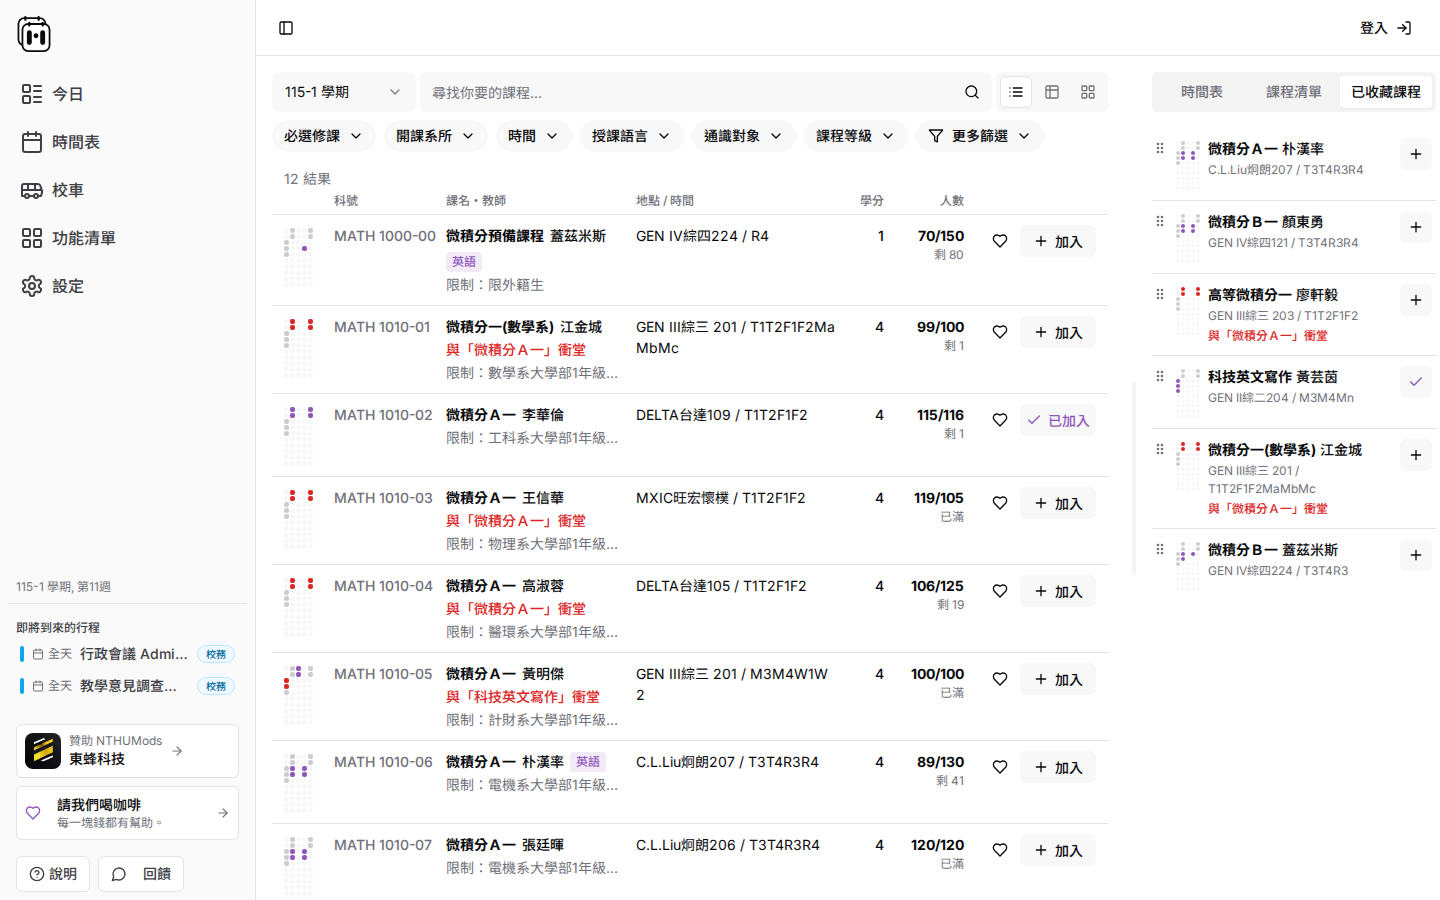 今日
時間表
校車
功能清單
設定
115-1 學期, 第11週
即將到來的行程
全天 行政會議 Admi... 校務
全天 教學意見調查... 校務
贊助 NTHUMods
東蜂科技
請我們喝咖啡
每一塊錢都有幫助。
說明 回饋
登入
115-1 學期 尋找你要的課程...
必選修課 開課系所 時間 授課語言 通識對象 課程等級 更多篩選
12 結果
科號 課名・教師 地點 / 時間 學分 人數
MATH 1000-00 微積分預備課程 蓋茲米斯 GEN IV綜四224 / R4 1 70/150 加入
剩 80
英語
限制：限外籍生
MATH 1010-01 微積分一(數學系) 江金城 GEN III綜三 201 / T1T2F1F2Ma 4 99/100 加入
與「微積分Ａ一」衝堂 MbMc 剩 1
限制：數學系大學部1年級...
MATH 1010-02 微積分Ａ一 李華倫 DELTA台達109 / T1T2F1F2 4 115/116 已加入
限制：工科系大學部1年級... 剩 1
MATH 1010-03 微積分Ａ一 王信華 MXIC旺宏懷樸 / T1T2F1F2 4 119/105 加入
與「微積分Ａ一」衝堂 已滿
限制：物理系大學部1年級...
MATH 1010-04 微積分Ａ一 高淑蓉 DELTA台達105 / T1T2F1F2 4 106/125 加入
與「微積分Ａ一」衝堂 剩 19
限制：醫環系大學部1年級...
MATH 1010-05 微積分Ａ一 黃明傑 GEN III綜三 201 / M3M4W1W 4 100/100 加入
與「科技英文寫作」衝堂 2 已滿
限制：計財系大學部1年級...
MATH 1010-06 微積分Ａ一 朴漢率 英語 C.L.Liu炯朗207 / T3T4R3R4 4 89/130 加入
限制：電機系大學部1年級... 剩 41
MATH 1010-07 微積分Ａ一 張廷暉 C.L.Liu炯朗206 / T3T4R3R4 4 120/120 加入
限制：電機系大學部1年級... 已滿
時間表 課程清單 已收藏課程
微積分Ａ一 朴漢率
C.L.Liu炯朗207 / T3T4R3R4
微積分Ｂ一 顏東勇
GEN IV綜四121 / T3T4R3R4
高等微積分一 廖軒毅
GEN III綜三 203 / T1T2F1F2
與「微積分Ａ一」衝堂
科技英文寫作 黃芸茵
GEN II綜二204 / M3M4Mn
微積分一(數學系) 江金城
GEN III綜三 201 /
T1T2F1F2MaMbMc
與「微積分Ａ一」衝堂
微積分Ｂ一 蓋茲米斯
GEN IV綜四224 / T3T4R3